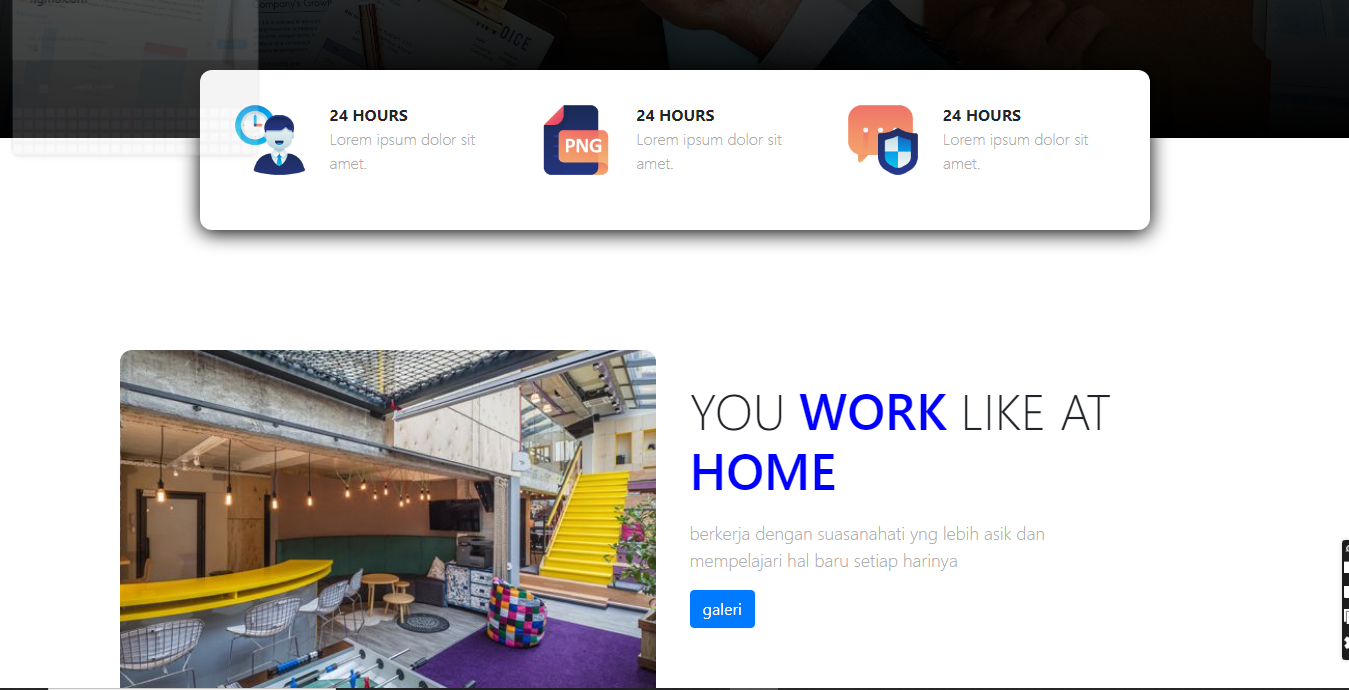 Company's Growth
24 HOURS
Lorem ipsum dolor sit
amet.
PNG
24 HOURS
Lorem ipsum dolor sit
amet.
24 HOURS
Lorem ipsum dolor sit
amet.
YOU WORK LIKE AT
HOME
berkerja dengan suasanahati yng lebih asik dan
mempelajari hal baru setiap harinya
galeri